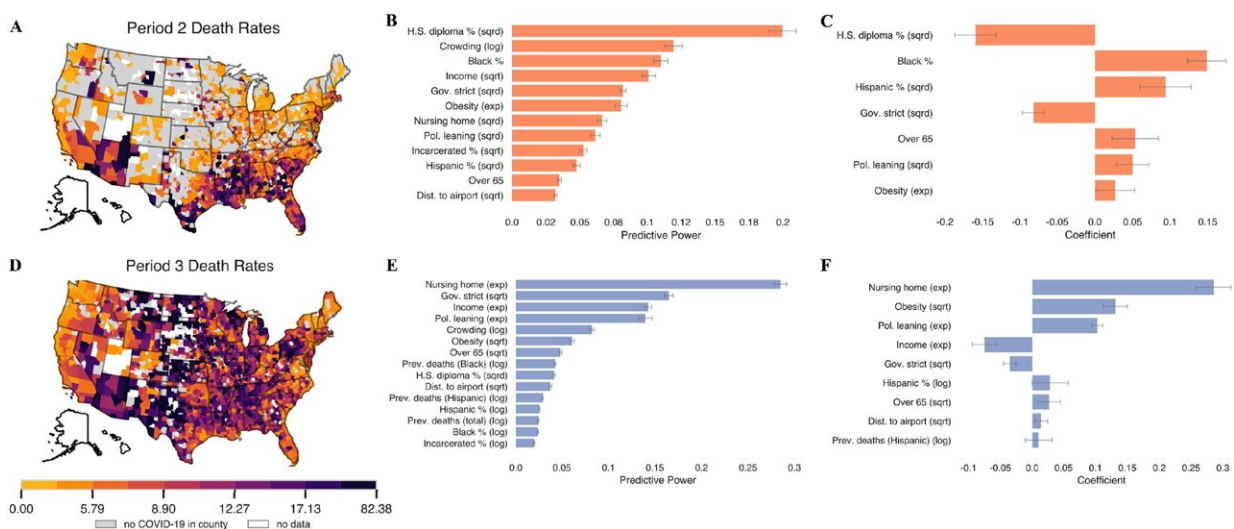 A
Period 2 Death Rates
B
H.S. diploma % (sqrd)
Crowding (log)
Black %
Income (sqrt)
Gov. strict (sqrd)
Obesity (exp)
Nursing home (sqrd)
Pol. leaning (sqrd)
Incarcerated % (sqrt)
Hispanic % (sqrd)
Over 65
Dist. to airport (sqrt)
0.0 0.03 0.05 0.08 0.1 0.12 0.15 0.17 0.2
Predictive Power
C
H.S. diploma % (sqrd)
Black %
Hispanic % (sqrd)
Gov. strict (sqrd)
Over 65
Pol. leaning (sqrd)
Obesity (exp)
-0.2 -0.15 -0.1 -0.05 0.0 0.05 0.1 0.15
Coefficient
D
Period 3 Death Rates
0.00 5.79 8.90 12.27 17.13 82.38
no COVID-19 in county no data
E
Nursing home (exp)
Gov. strict (sqrt)
Income (exp)
Pol. leaning (exp)
Crowding (log)
Obesity (sqrt)
Over 65 (sqrt)
Prev. deaths (Black) (log)
H.S. diploma % (sqrd)
Dist. to airport (sqrt)
Prev. deaths (Hispanic) (log)
Hispanic % (log)
Prev. deaths (total) (log)
Black % (log)
Incarcerated % (log)
0.0 0.05 0.1 0.15 0.2 0.25 0.3
Predictive Power
F
Nursing home (exp)
Obesity (sqrt)
Pol. leaning (exp)
Income (exp)
Gov. strict (sqrt)
Hispanic % (log)
Over 65 (sqrt)
Dist. to airport (sqrt)
Prev. deaths (Hispanic) (log)
-0.1 -0.05 0.0 0.05 0.1 0.15 0.2 0.25 0.3
Coefficient